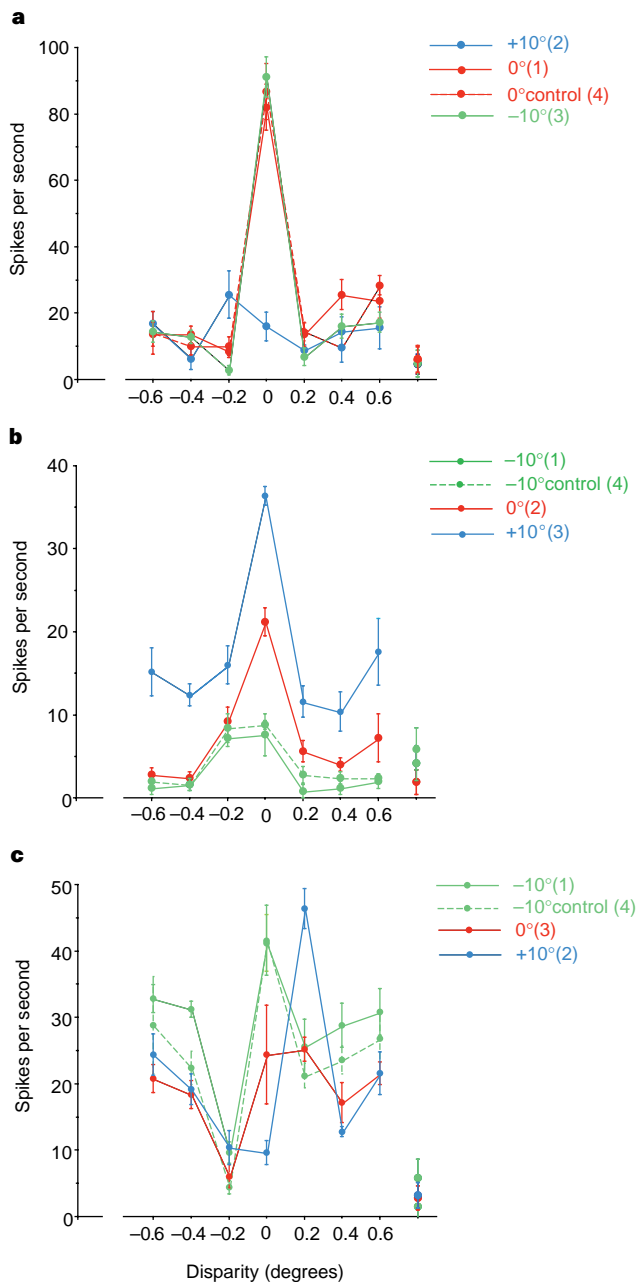 a
100
80
60
40
20
0
Spikes per second
–0.6 –0.4 –0.2 0 0.2 0.4 0.6
+10°(2)
0°(1)
0°control (4)
–10°(3)
b
40
30
20
10
0
Spikes per second
–0.6 –0.4 –0.2 0 0.2 0.4 0.6
–10°(1)
–10°control (4)
0°(2)
+10°(3)
c
50
40
30
20
10
0
Spikes per second
–0.6 –0.4 –0.2 0 0.2 0.4 0.6
Disparity (degrees)
–10°(1)
–10°control (4)
0°(3)
+10°(2)